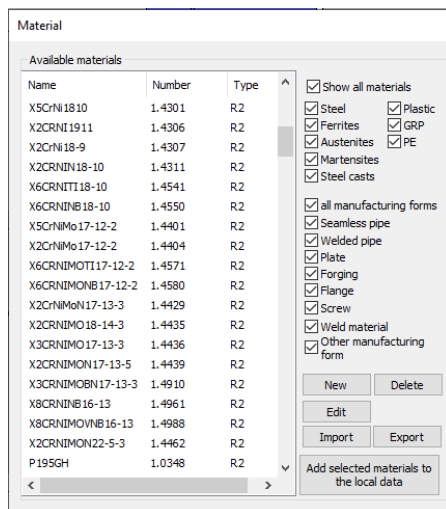 Material
Available materials
Name Number Type
X5CrNi1810 1.4301 R2
X2CRNI1911 1.4306 R2
X2CrNi18-9 1.4307 R2
X2CRNIN18-10 1.4311 R2
X6CRNITI18-10 1.4541 R2
X6CRNINB18-10 1.4550 R2
X5CrNiMo17-12-2 1.4401 R2
X2CrNiMo17-12-2 1.4404 R2
X6CRNIMOTI17-12-2 1.4571 R2
X6CRNIMONB17-12-2 1.4580 R2
X2CrNiMoN17-13-3 1.4429 R2
X2CRNIMO18-14-3 1.4435 R2
X3CRNIMO17-13-3 1.4436 R2
X2CRNIMON17-13-5 1.4439 R2
X3CRNIMOBN17-13-3 1.4910 R2
X8CRNINB16-13 1.4961 R2
X8CRNIMOVNB16-13 1.4988 R2
X2CRNIMON22-5-3 1.4462 R2
P195GH 1.0348 R2
Show all materials
Steel Plastic
Ferrites GRP
Austenites PE
Martensites
Steel casts
all manufacturing forms
Seamless pipe
Welded pipe
Plate
Forging
Flange
Screw
Weld material
Other manufacturing
form
New Delete
Edit
Import Export
Add selected materials to
the local data